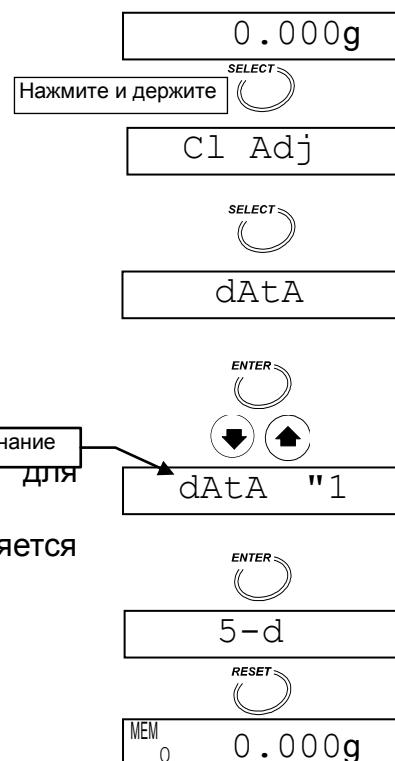 0.000g
SELECT
Нажмите и держите
Cl Adj
SELECT
dAtA
ENTER
для
dAtA "1
ENTER
5-d
RESET
MEM
0 0.000g